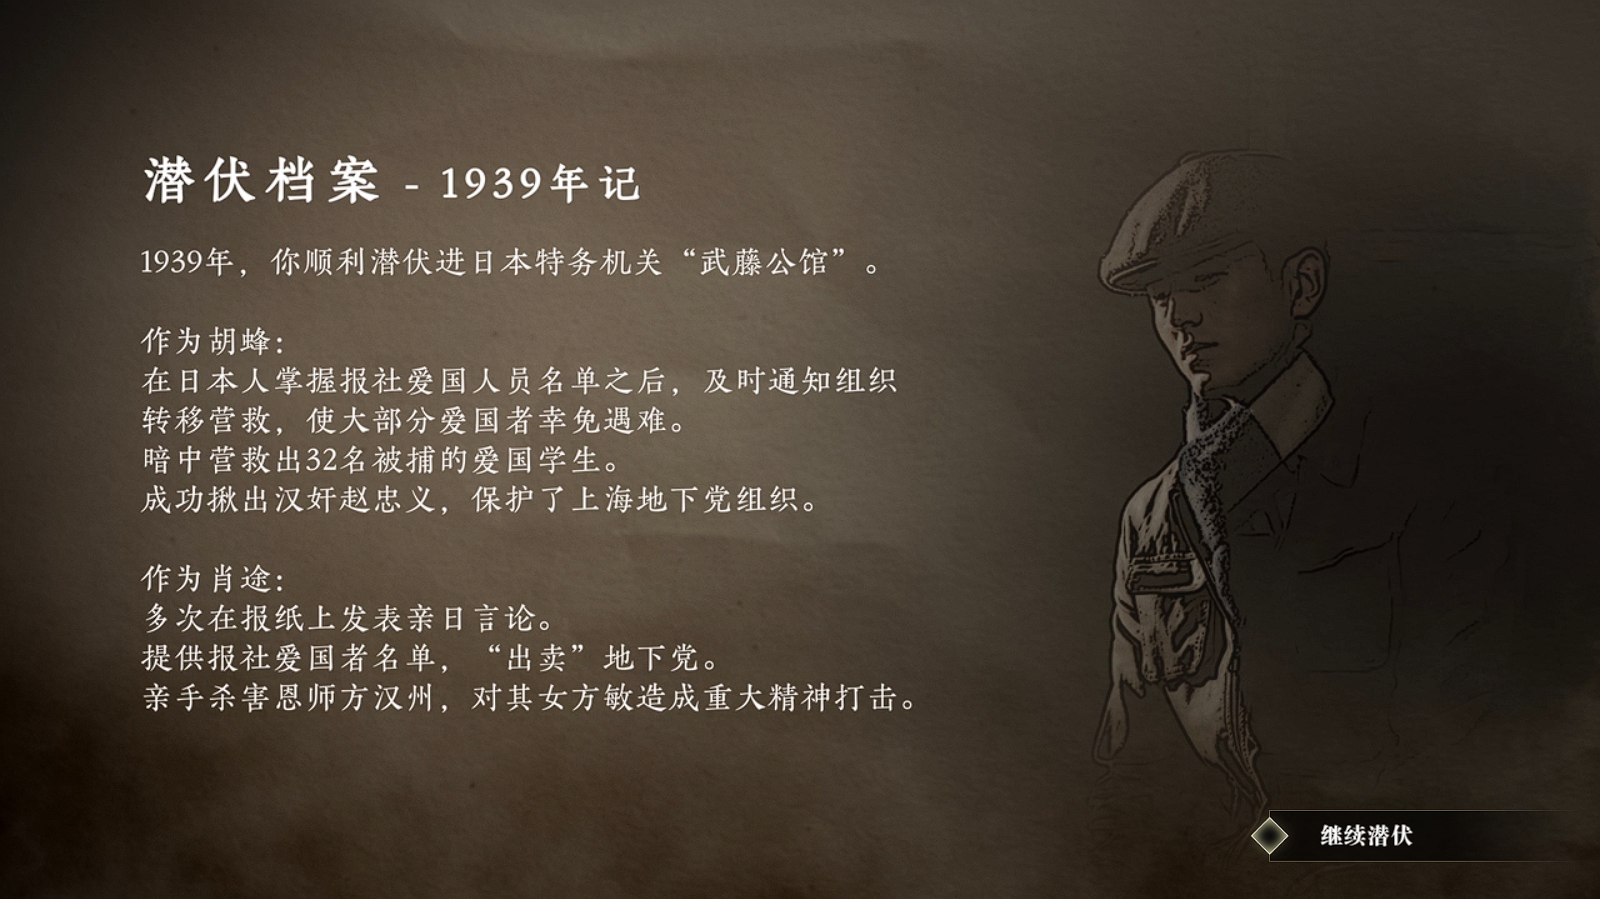 潜伏档案 - 1939年记
1939年，你顺利潜伏进日本特务机关“武藤公馆”。
作为胡蜂：
在日本人掌握报社爱国人员名单之后，及时通知组织
转移营救，使大部分爱国者幸免遇难。
暗中营救出32名被捕的爱国学生。
成功揪出汉奸赵忠义，保护了上海地下党组织。
作为肖途：
多次在报纸上发表亲日言论。
提供报社爱国者名单，“出卖”地下党。
亲手杀害恩师方汉州，对其女方敏造成重大精神打击。
继续潜伏